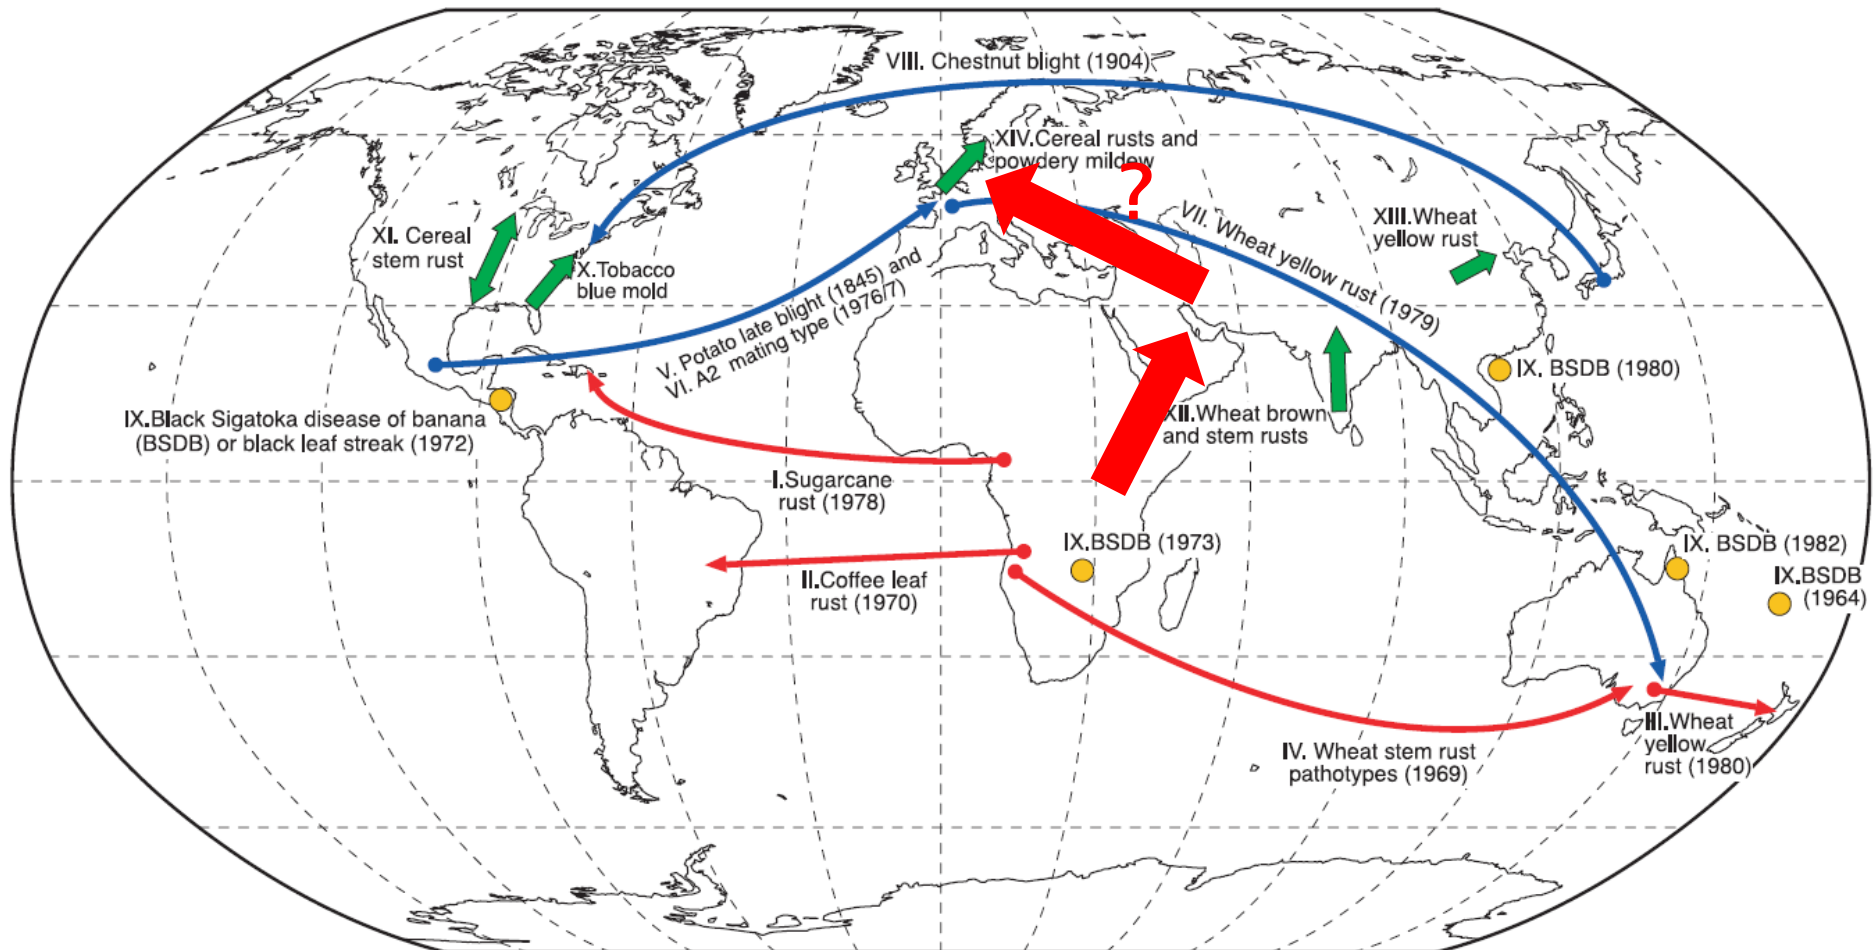 VIII. Chestnut blight (1904)
XIV.Cereal rusts and
powdery mildew
?
XI. Cereal
stem rust
X.Tobacco
blue mold
VII. Wheat yellow rust (1979)
XIII.Wheat
yellow rust
V. Potato late blight (1845) and
VI. A2 mating type (1976/7)
IX. BSDB (1980)
IX.Black Sigatoka disease of banana
(BSDB) or black leaf streak (1972)
XII.Wheat brown
and stem rusts
I.Sugarcane
rust (1978)
IX.BSDB (1973)
IX. BSDB (1982)
IX.BSDB
(1964)
II.Coffee leaf
rust (1970)
IV. Wheat stem rust
pathotypes (1969)
III.Wheat
yellow
rust (1980)